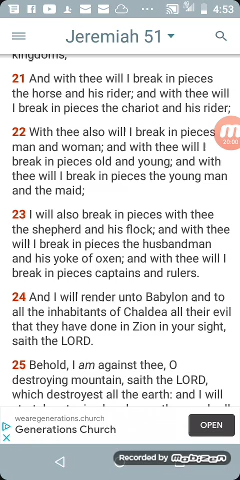 4:53
Jeremiah 51
kingdoms;
21 And with thee will I break in pieces
the horse and his rider; and with thee will
I break in pieces the chariot and his rider;
22 With thee also will I break in pieces
man and woman; and with thee will I
break in pieces old and young; and with
thee will I break in pieces the young man
and the maid;
23 I will also break in pieces with thee
the shepherd and his flock; and with thee
will I break in pieces the husbandman
and his yoke of oxen; and with thee will I
break in pieces captains and rulers.
24 And I will render unto Babylon and to
all the inhabitants of Chaldea all their evil
that they have done in Zion in your sight,
saith the LORD.
25 Behold, I am against thee, O
destroying mountain, saith the LORD,
which destroyest all the earth: and I will
20:00
wearegenerations.church
Generations Church
OPEN
Recorded by MOBIZEN